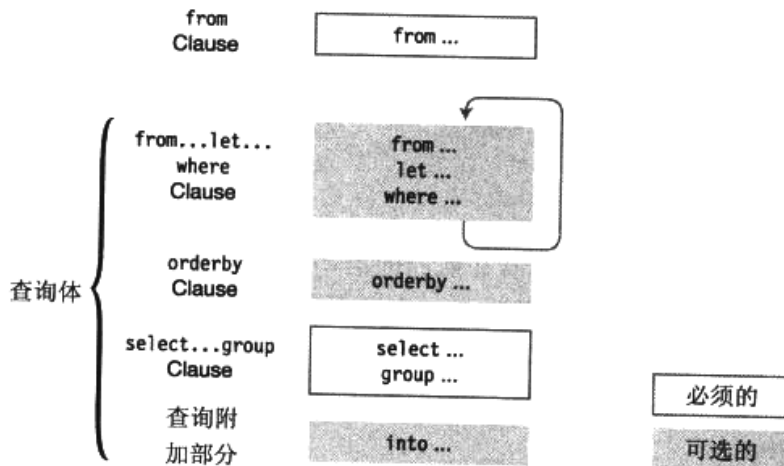 from
Clause
from ...
from...let...
where
Clause
from ...
let ...
where ...
orderby
Clause
orderby ...
查询体
select...group
Clause
select ...
group ...
必须的
查询附
加部分
into ...
可选的